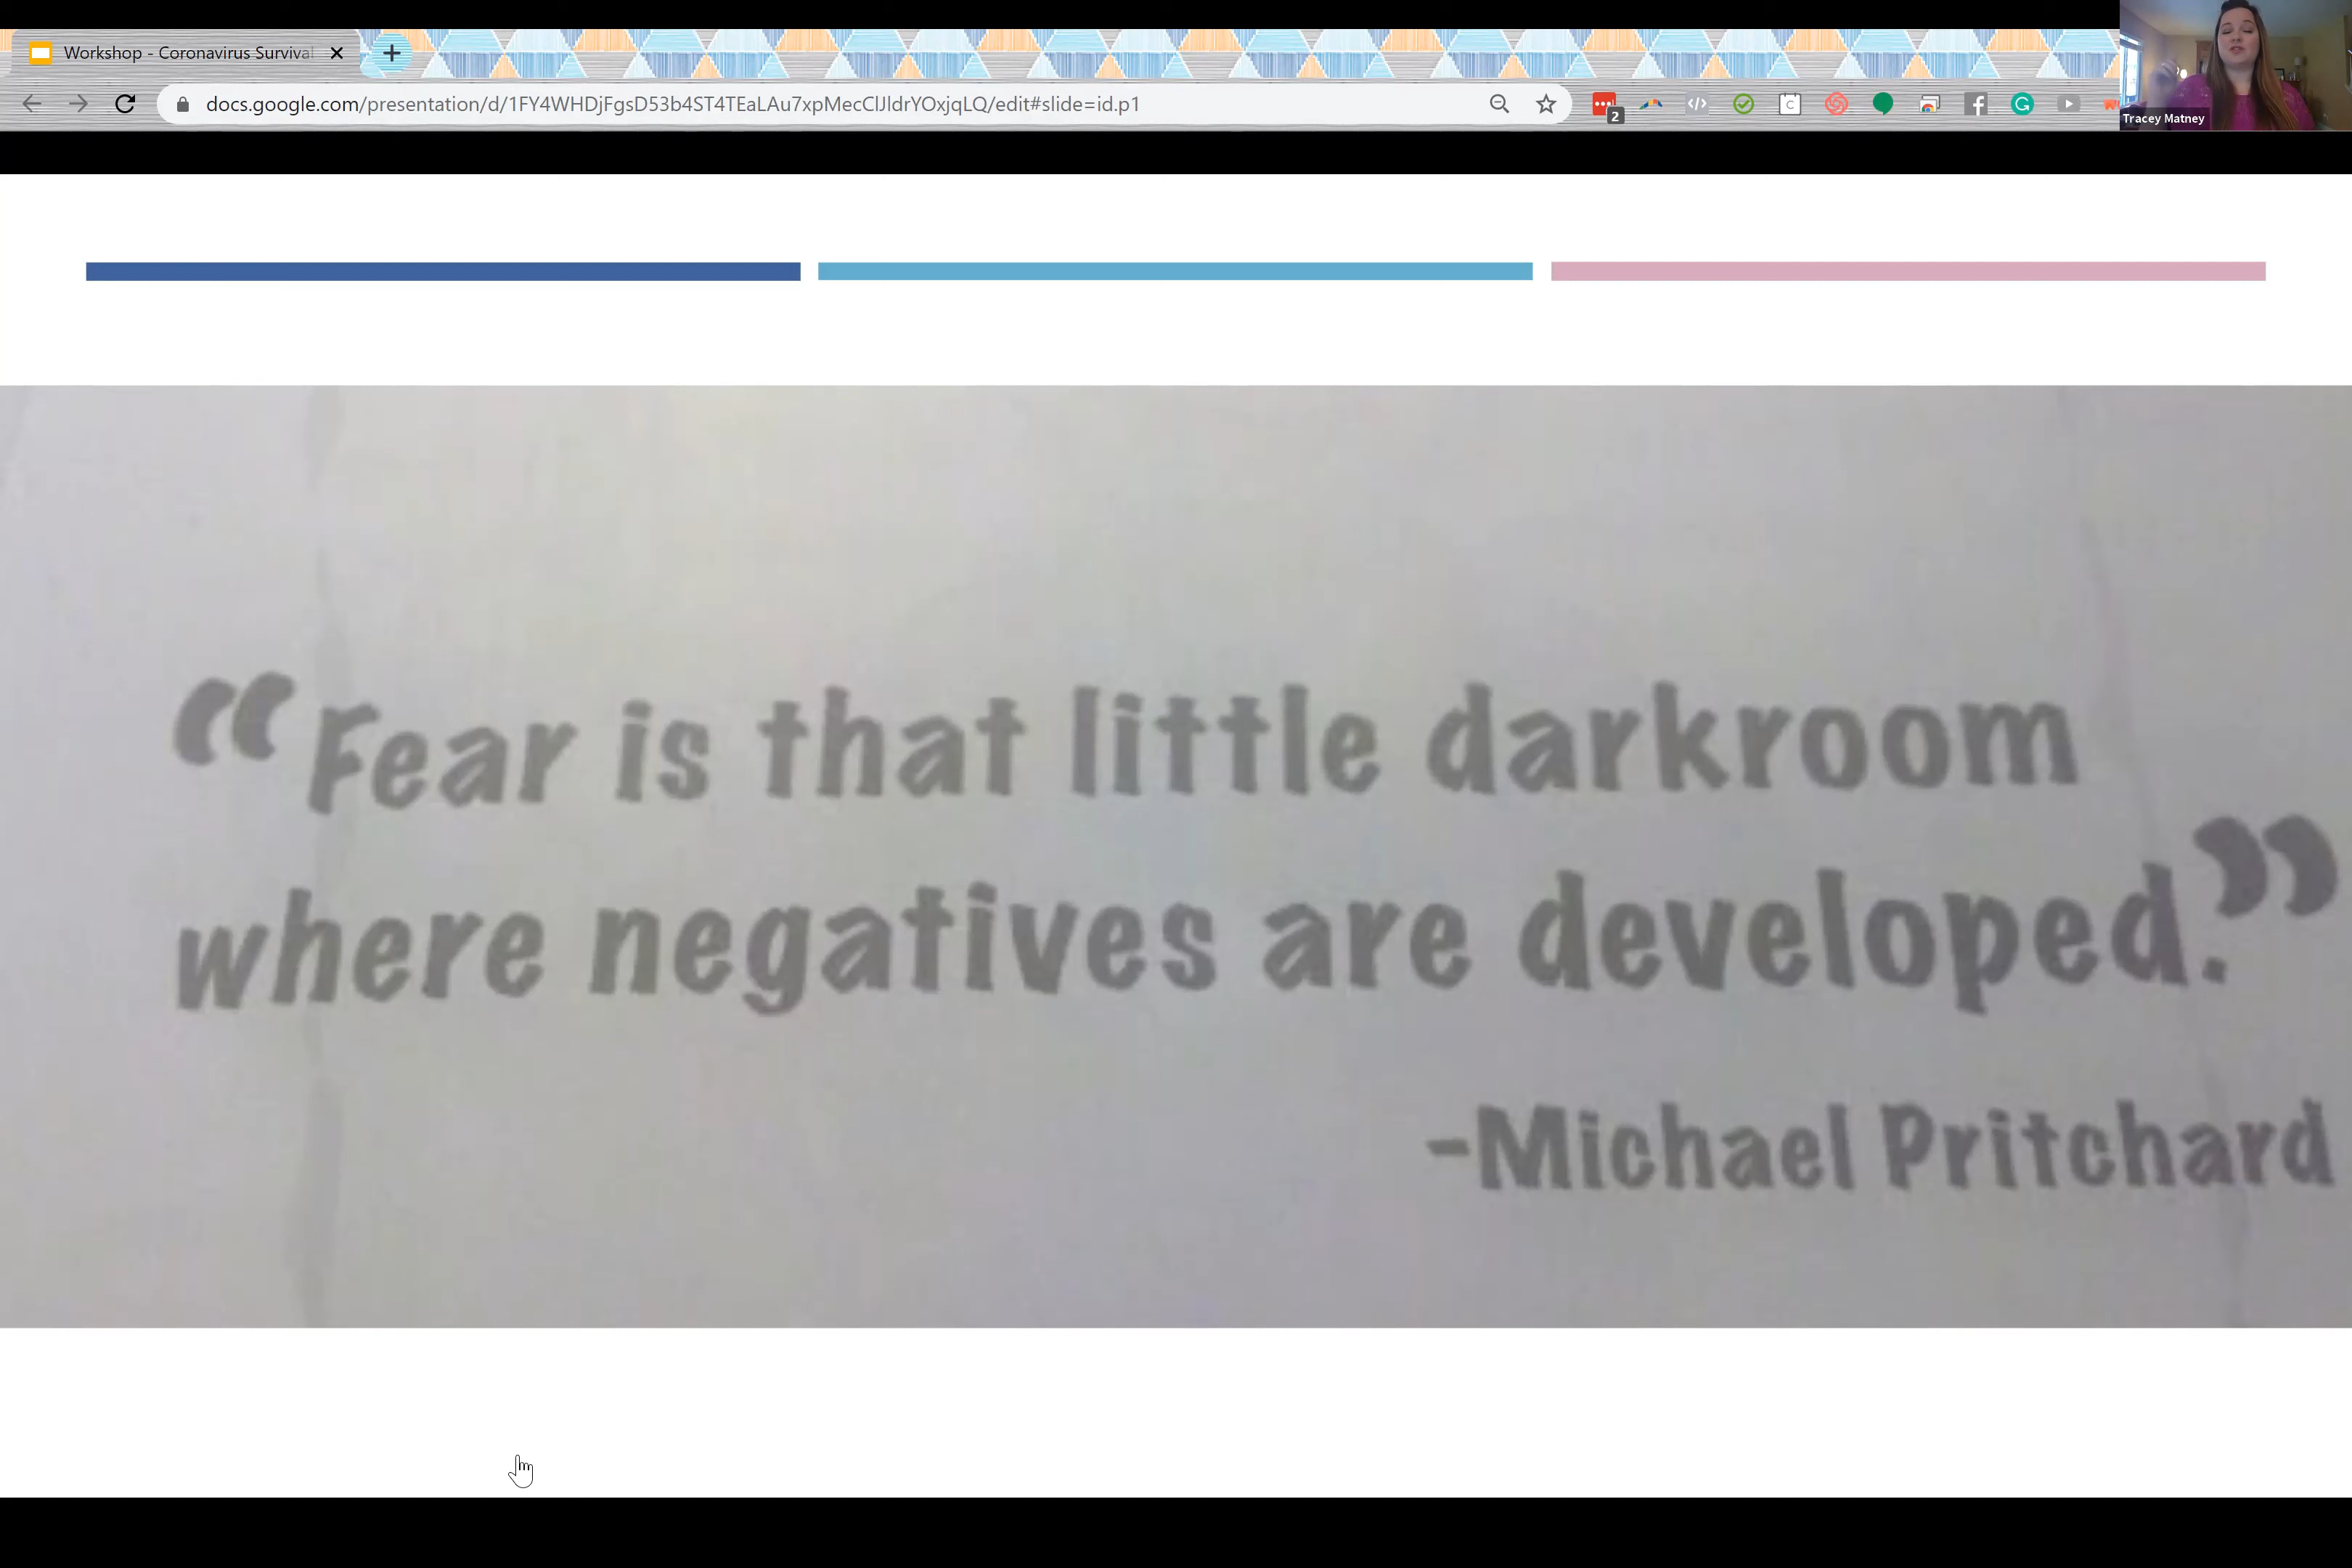 Workshop - Coronavirus Surviva
docs.google.com/presentation/d/1FY4WHDjFgsD53b4ST4TEaLAu7xpMecClJldrYOxjqLQ/edit#slide=id.p1
2
C
G
Tracey Matney
“Fear is that little darkroom
where negatives are developed.”
-Michael Pritchard